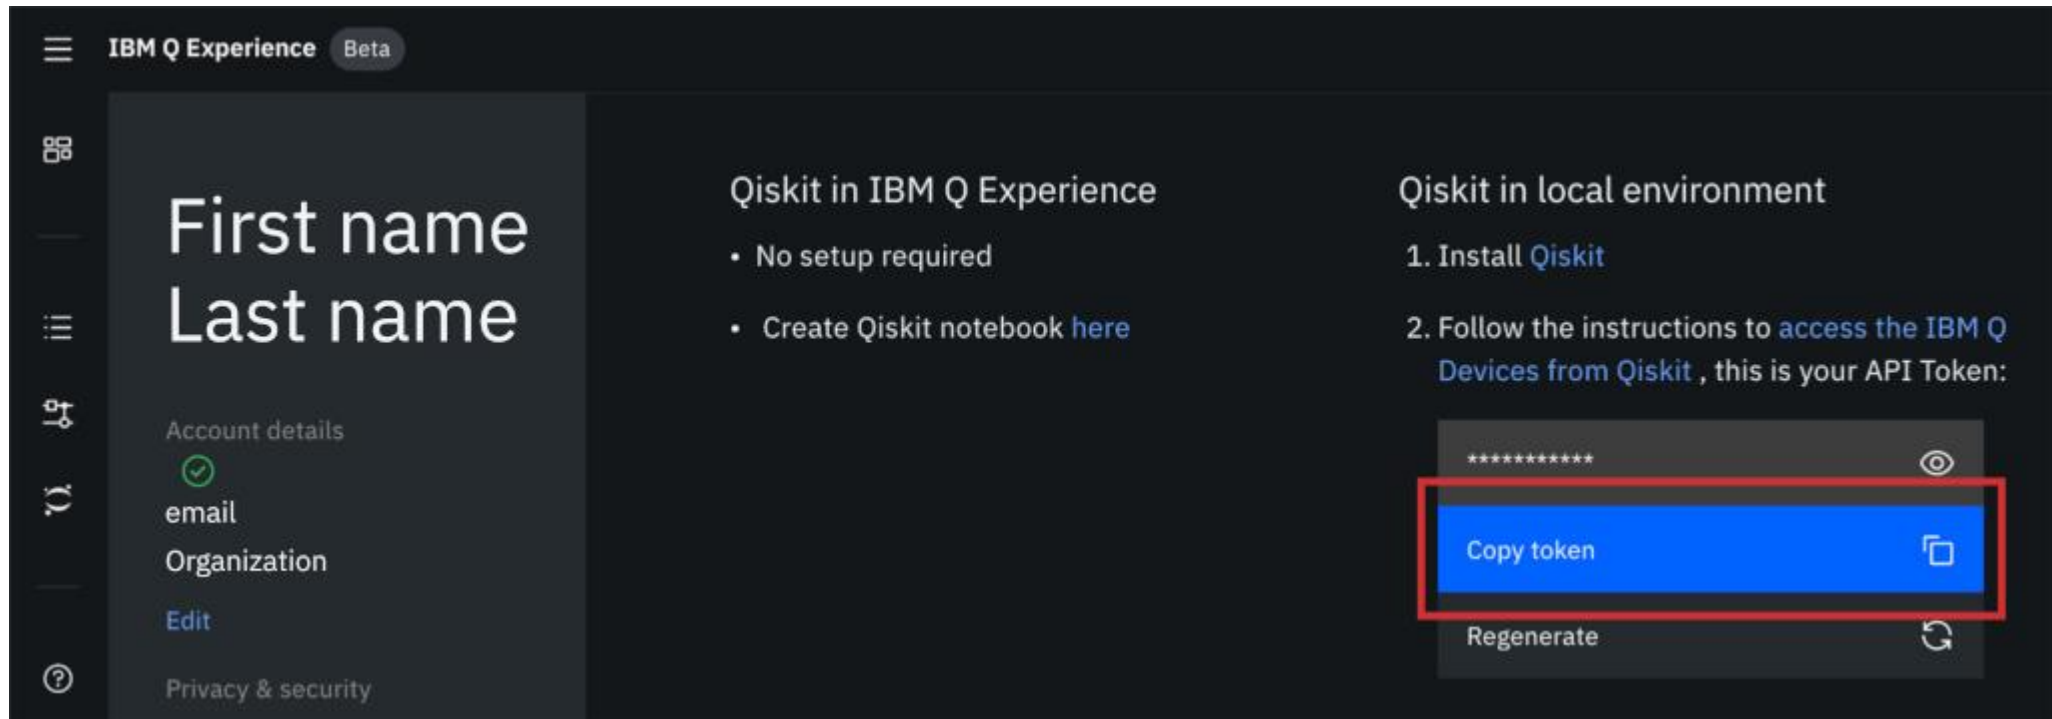 IBM Q Experience Beta
First name
Last name
Account details
email
Organization
Edit
Privacy & security
Qiskit in IBM Q Experience
• No setup required
• Create Qiskit notebook here
Qiskit in local environment
1. Install Qiskit
2. Follow the instructions to access the IBM Q
Devices from Qiskit , this is your API Token:
***********
Copy token
Regenerate